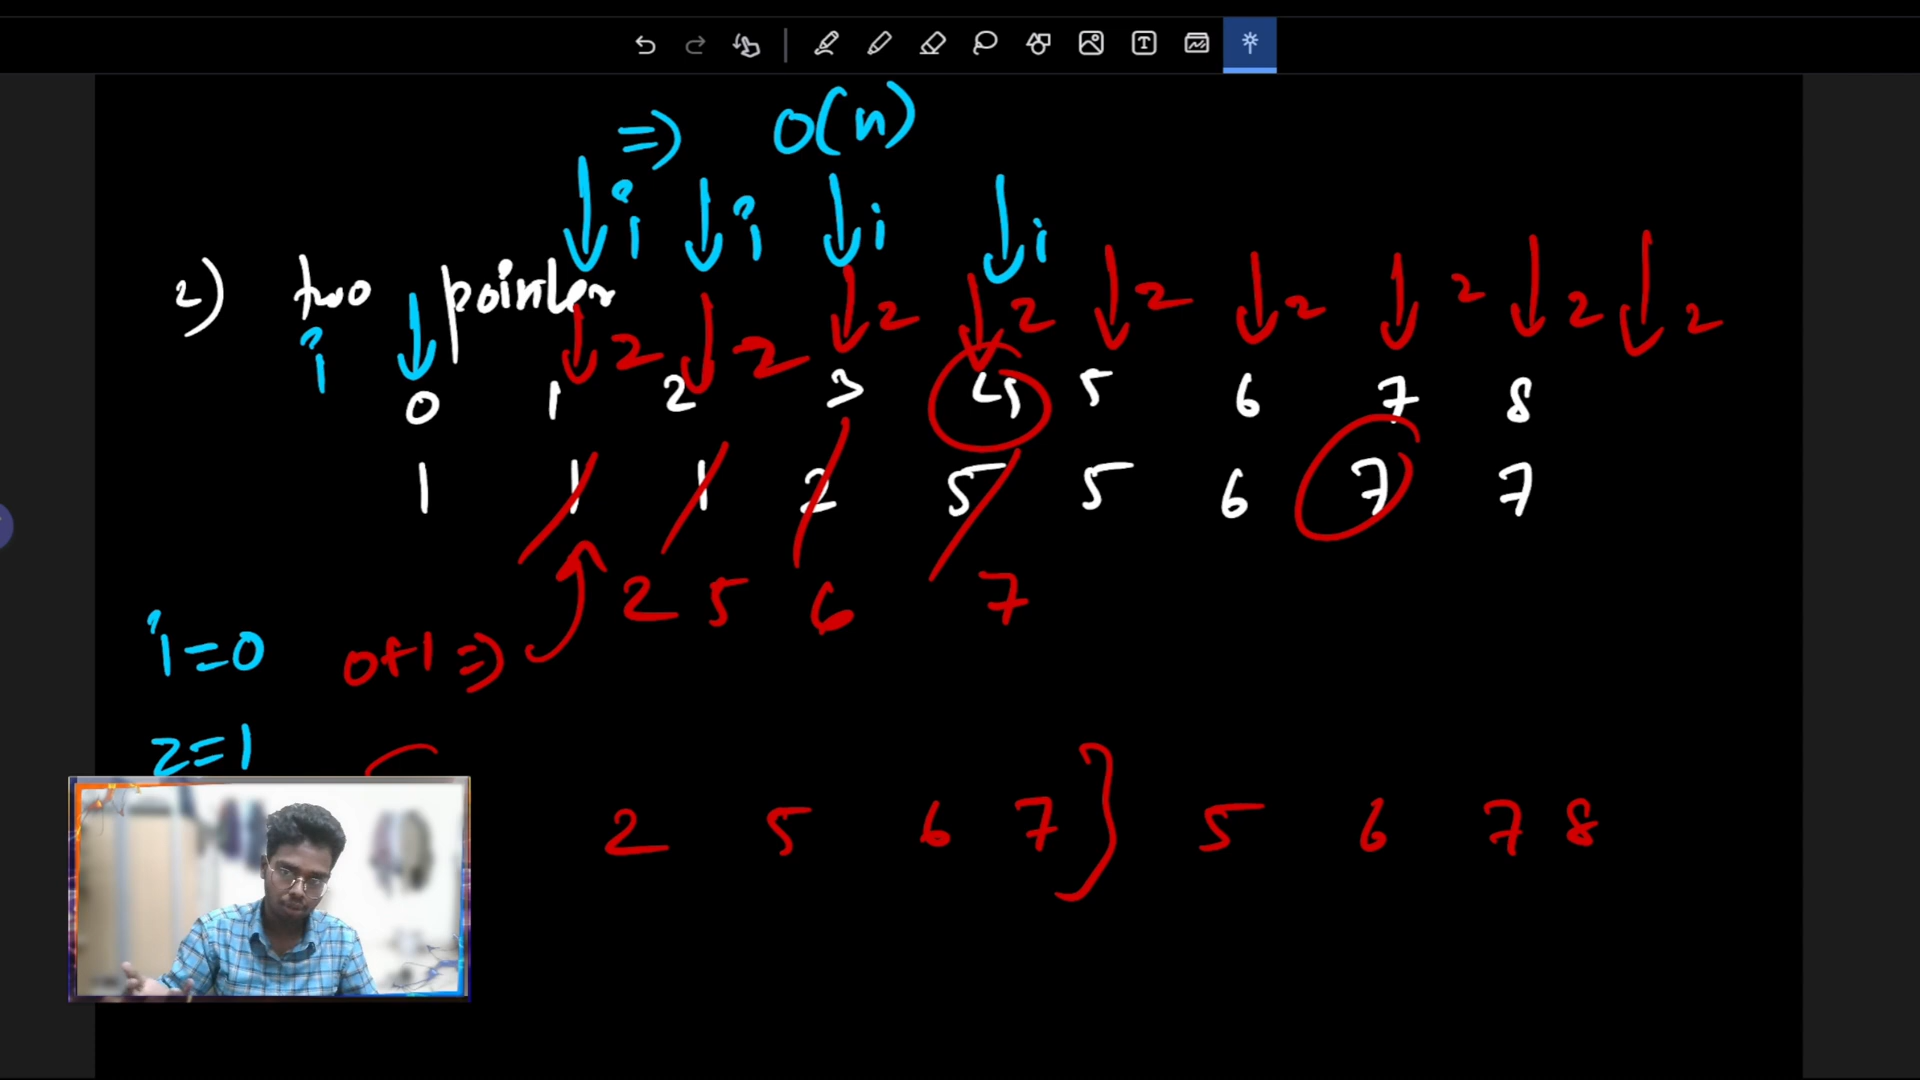 => O(n)
i i i i
2) two pointer
i 2 2 2 2 2 2 2 2 2
0 1 2 3 4 5 6 7 8
1 1 1 2 5 5 6 7 7
2 5 6 7
i=0 0+1 =>
2=1
2 5 6 7 } 5 6 7 8